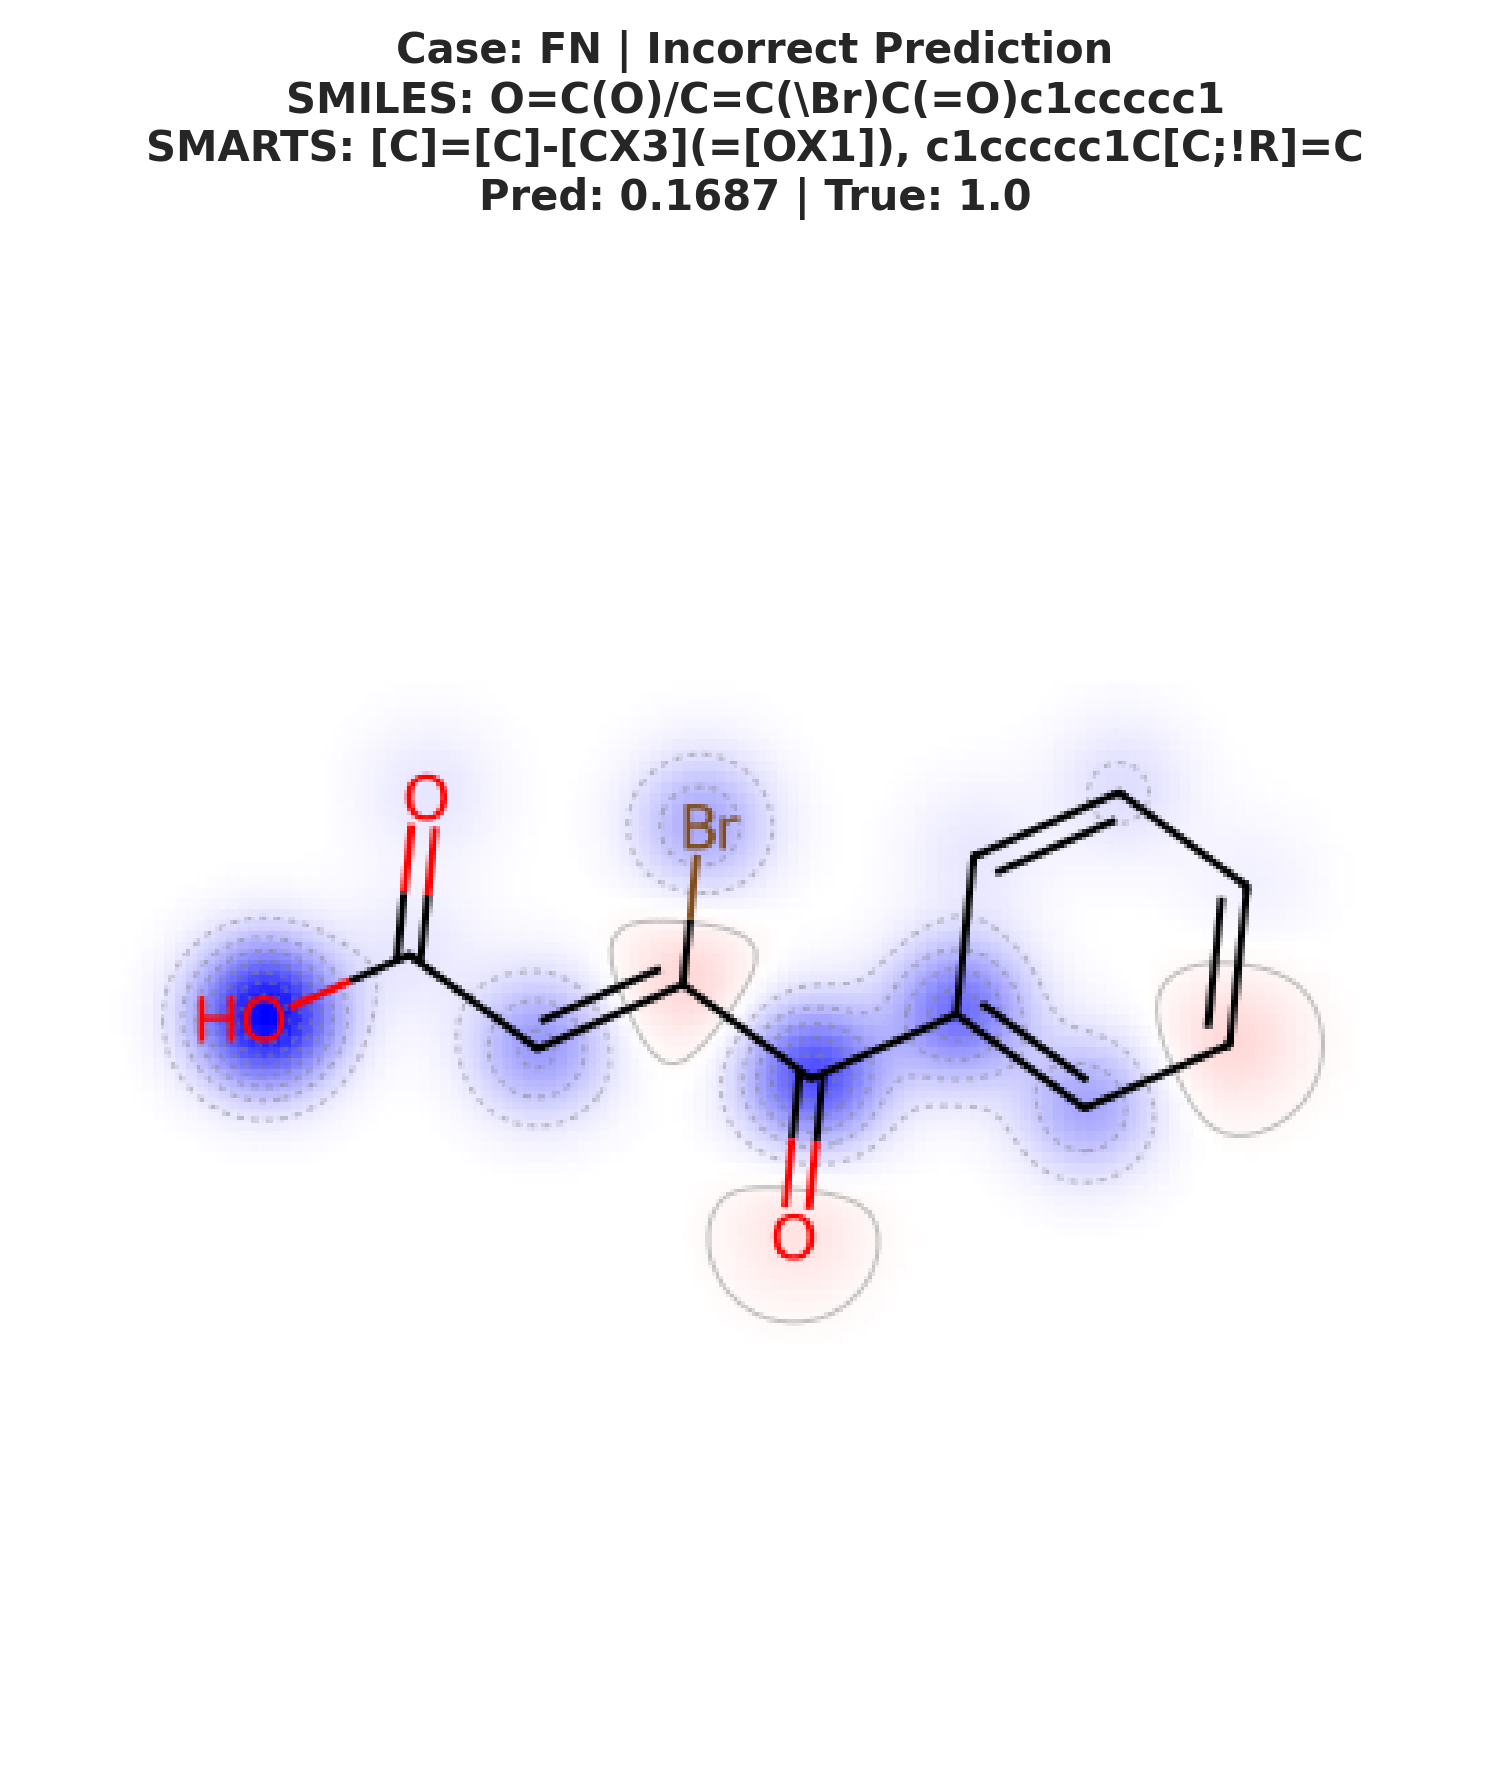 Case: FN | Incorrect Prediction
SMILES: O=C(O)/C=C(\Br)C(=O)c1ccccc1
SMARTS: [C]=[C]-[CX3](=[OX1]), c1ccccc1C[C;!R]=C
Pred: 0.1687 | True: 1.0
O
Br
HO
O